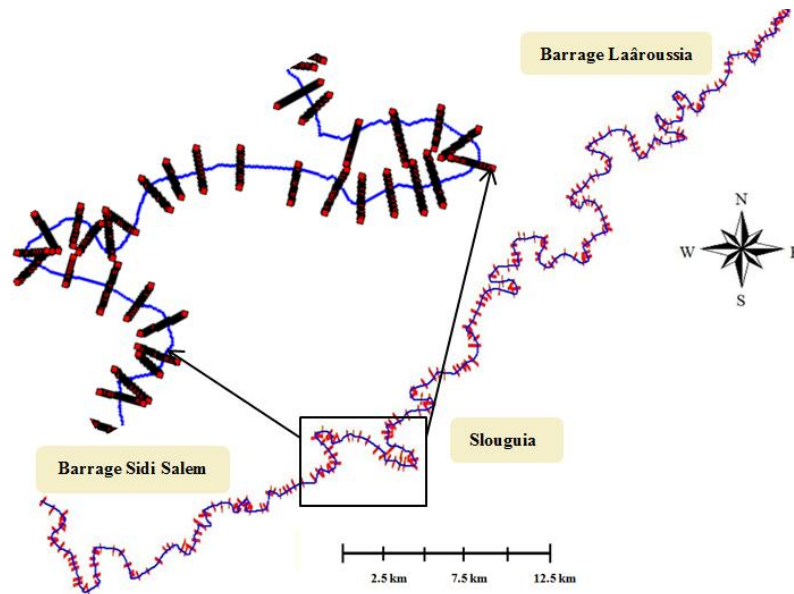 Barrage Laâroussia
N
W
E
S
Slouguia
Barrage Sidi Salem
2.5 km 7.5 km 12.5 km